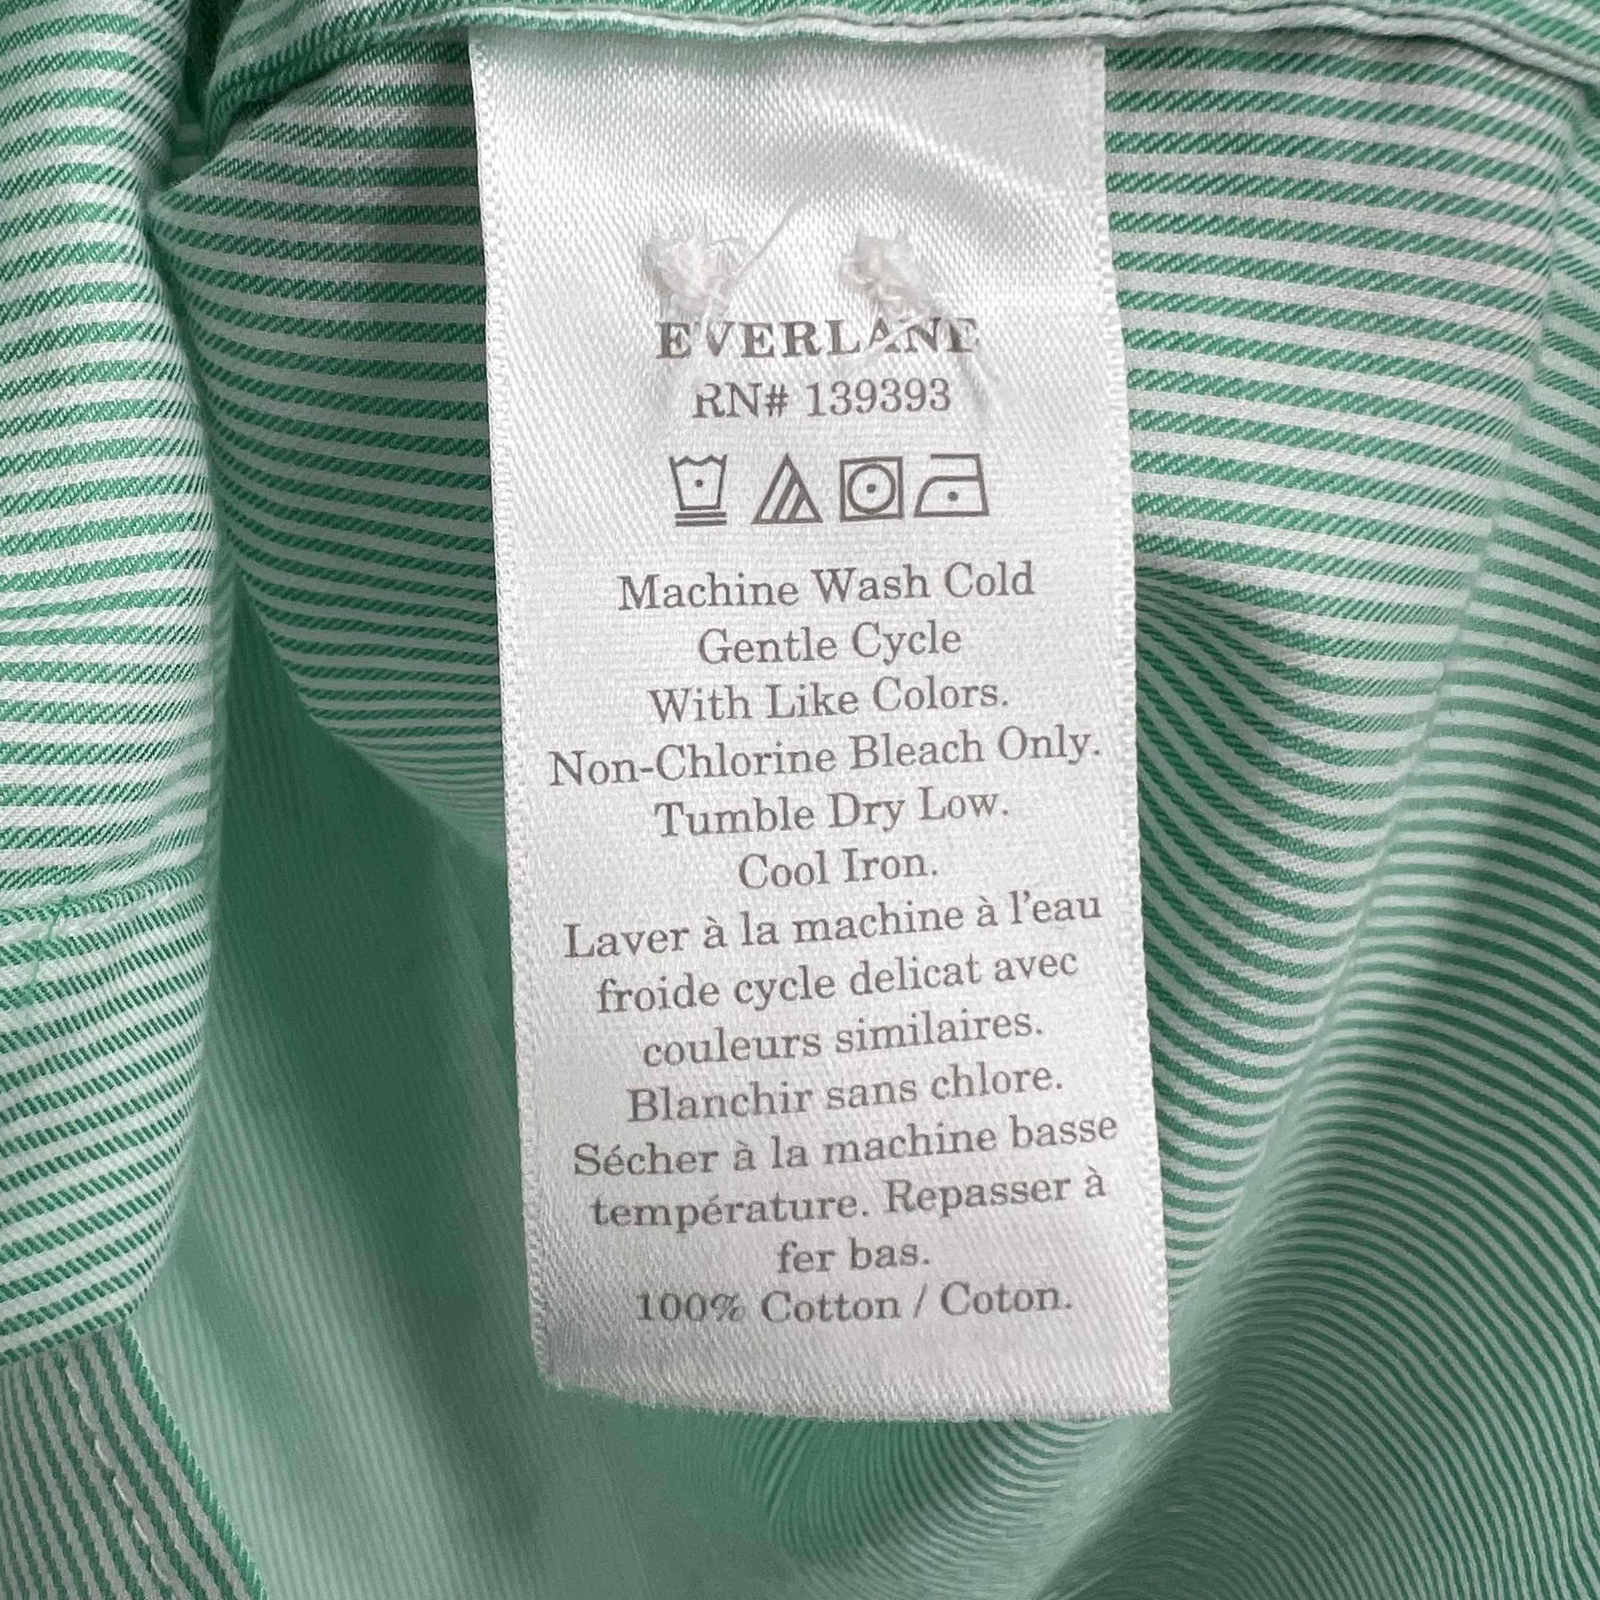 EVERLANE
RN# 139393
Machine Wash Cold
Gentle Cycle
With Like Colors.
Non-Chlorine Bleach Only.
Tumble Dry Low.
Cool Iron.
Laver à la machine à l'eau
froide cycle delicat avec
couleurs similaires.
Blanchir sans chlore.
Sécher à la machine basse
température. Repasser à
fer bas.
100% Cotton / Coton.